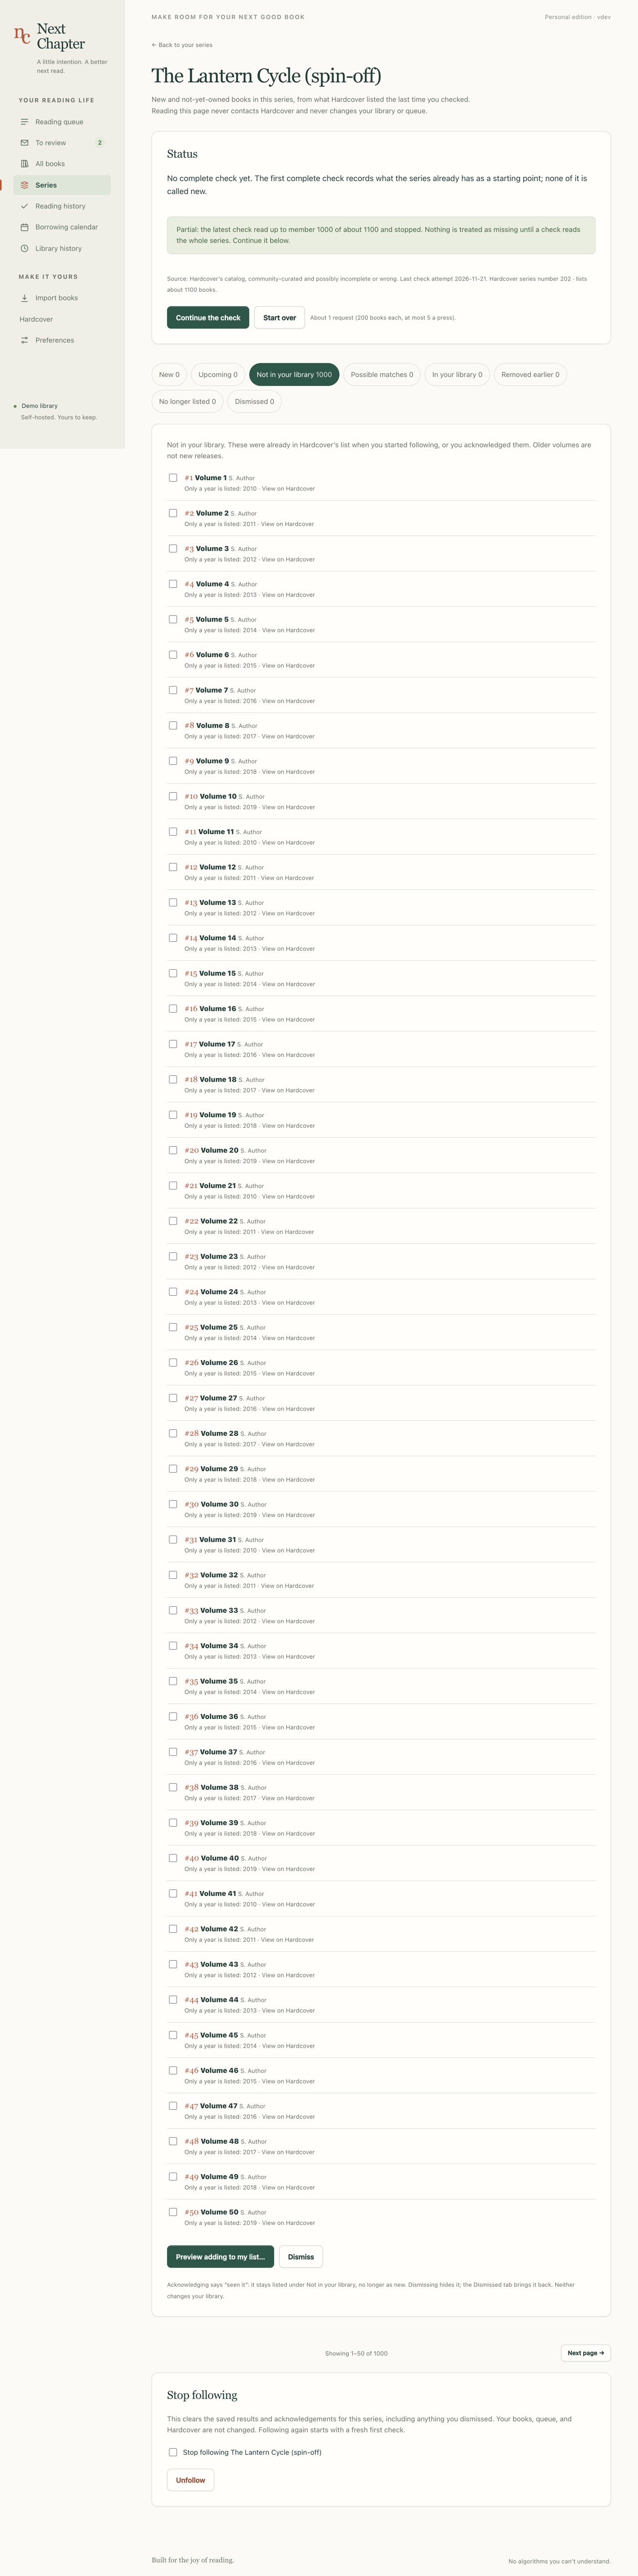 nc Next Chapter
A little intention. A better
next read.
YOUR READING LIFE
Reading queue
To review 2
All books
Series
Reading history
Borrowing calendar
Library history
MAKE IT YOURS
Import books
Hardcover
Preferences
Demo library
Self-hosted. Yours to keep.
MAKE ROOM FOR YOUR NEXT GOOD BOOK
Personal edition · vdev
← Back to your series
The Lantern Cycle (spin-off)
New and not-yet-owned books in this series, from what Hardcover listed the last time you checked.
Reading this page never contacts Hardcover and never changes your library or queue.
Status
No complete check yet. The first complete check records what the series already has as a starting point; none of it is
called new.
Partial: the latest check read up to member 1000 of about 1100 and stopped. Nothing is treated as missing until a check reads
the whole series. Continue it below.
Source: Hardcover's catalog, community-curated and possibly incomplete or wrong. Last check attempt 2026-11-21. Hardcover series number 202 · lists
about 1100 books.
Continue the check Start over About 1 request (200 books each, at most 5 a press).
New 0 Upcoming 0 Not in your library 1000 Possible matches 0 In your library 0 Removed earlier 0
No longer listed 0 Dismissed 0
Not in your library. These were already in Hardcover's list when you started following, or you acknowledged them. Older volumes are
not new releases.
#1 Volume 1 S. Author
Only a year is listed: 2010 · View on Hardcover
#2 Volume 2 S. Author
Only a year is listed: 2011 · View on Hardcover
#3 Volume 3 S. Author
Only a year is listed: 2012 · View on Hardcover
#4 Volume 4 S. Author
Only a year is listed: 2013 · View on Hardcover
#5 Volume 5 S. Author
Only a year is listed: 2014 · View on Hardcover
#6 Volume 6 S. Author
Only a year is listed: 2015 · View on Hardcover
#7 Volume 7 S. Author
Only a year is listed: 2016 · View on Hardcover
#8 Volume 8 S. Author
Only a year is listed: 2017 · View on Hardcover
#9 Volume 9 S. Author
Only a year is listed: 2018 · View on Hardcover
#10 Volume 10 S. Author
Only a year is listed: 2019 · View on Hardcover
#11 Volume 11 S. Author
Only a year is listed: 2010 · View on Hardcover
#12 Volume 12 S. Author
Only a year is listed: 2011 · View on Hardcover
#13 Volume 13 S. Author
Only a year is listed: 2012 · View on Hardcover
#14 Volume 14 S. Author
Only a year is listed: 2013 · View on Hardcover
#15 Volume 15 S. Author
Only a year is listed: 2014 · View on Hardcover
#16 Volume 16 S. Author
Only a year is listed: 2015 · View on Hardcover
#17 Volume 17 S. Author
Only a year is listed: 2016 · View on Hardcover
#18 Volume 18 S. Author
Only a year is listed: 2017 · View on Hardcover
#19 Volume 19 S. Author
Only a year is listed: 2018 · View on Hardcover
#20 Volume 20 S. Author
Only a year is listed: 2019 · View on Hardcover
#21 Volume 21 S. Author
Only a year is listed: 2010 · View on Hardcover
#22 Volume 22 S. Author
Only a year is listed: 2011 · View on Hardcover
#23 Volume 23 S. Author
Only a year is listed: 2012 · View on Hardcover
#24 Volume 24 S. Author
Only a year is listed: 2013 · View on Hardcover
#25 Volume 25 S. Author
Only a year is listed: 2014 · View on Hardcover
#26 Volume 26 S. Author
Only a year is listed: 2015 · View on Hardcover
#27 Volume 27 S. Author
Only a year is listed: 2016 · View on Hardcover
#28 Volume 28 S. Author
Only a year is listed: 2017 · View on Hardcover
#29 Volume 29 S. Author
Only a year is listed: 2018 · View on Hardcover
#30 Volume 30 S. Author
Only a year is listed: 2019 · View on Hardcover
#31 Volume 31 S. Author
Only a year is listed: 2010 · View on Hardcover
#32 Volume 32 S. Author
Only a year is listed: 2011 · View on Hardcover
#33 Volume 33 S. Author
Only a year is listed: 2012 · View on Hardcover
#34 Volume 34 S. Author
Only a year is listed: 2013 · View on Hardcover
#35 Volume 35 S. Author
Only a year is listed: 2014 · View on Hardcover
#36 Volume 36 S. Author
Only a year is listed: 2015 · View on Hardcover
#37 Volume 37 S. Author
Only a year is listed: 2016 · View on Hardcover
#38 Volume 38 S. Author
Only a year is listed: 2017 · View on Hardcover
#39 Volume 39 S. Author
Only a year is listed: 2018 · View on Hardcover
#40 Volume 40 S. Author
Only a year is listed: 2019 · View on Hardcover
#41 Volume 41 S. Author
Only a year is listed: 2010 · View on Hardcover
#42 Volume 42 S. Author
Only a year is listed: 2011 · View on Hardcover
#43 Volume 43 S. Author
Only a year is listed: 2012 · View on Hardcover
#44 Volume 44 S. Author
Only a year is listed: 2013 · View on Hardcover
#45 Volume 45 S. Author
Only a year is listed: 2014 · View on Hardcover
#46 Volume 46 S. Author
Only a year is listed: 2015 · View on Hardcover
#47 Volume 47 S. Author
Only a year is listed: 2016 · View on Hardcover
#48 Volume 48 S. Author
Only a year is listed: 2017 · View on Hardcover
#49 Volume 49 S. Author
Only a year is listed: 2018 · View on Hardcover
#50 Volume 50 S. Author
Only a year is listed: 2019 · View on Hardcover
Preview adding to my list... Dismiss
Acknowledging says "seen it": it stays listed under Not in your library, no longer as new. Dismissing hides it; the Dismissed tab brings it back. Neither
changes your library.
Showing 1–50 of 1000
Next page →
Stop following
This clears the saved results and acknowledgements for this series, including anything you dismissed. Your books, queue, and
Hardcover are not changed. Following again starts with a fresh first check.
Stop following The Lantern Cycle (spin-off)
Unfollow
Built for the joy of reading.
No algorithms you can't understand.